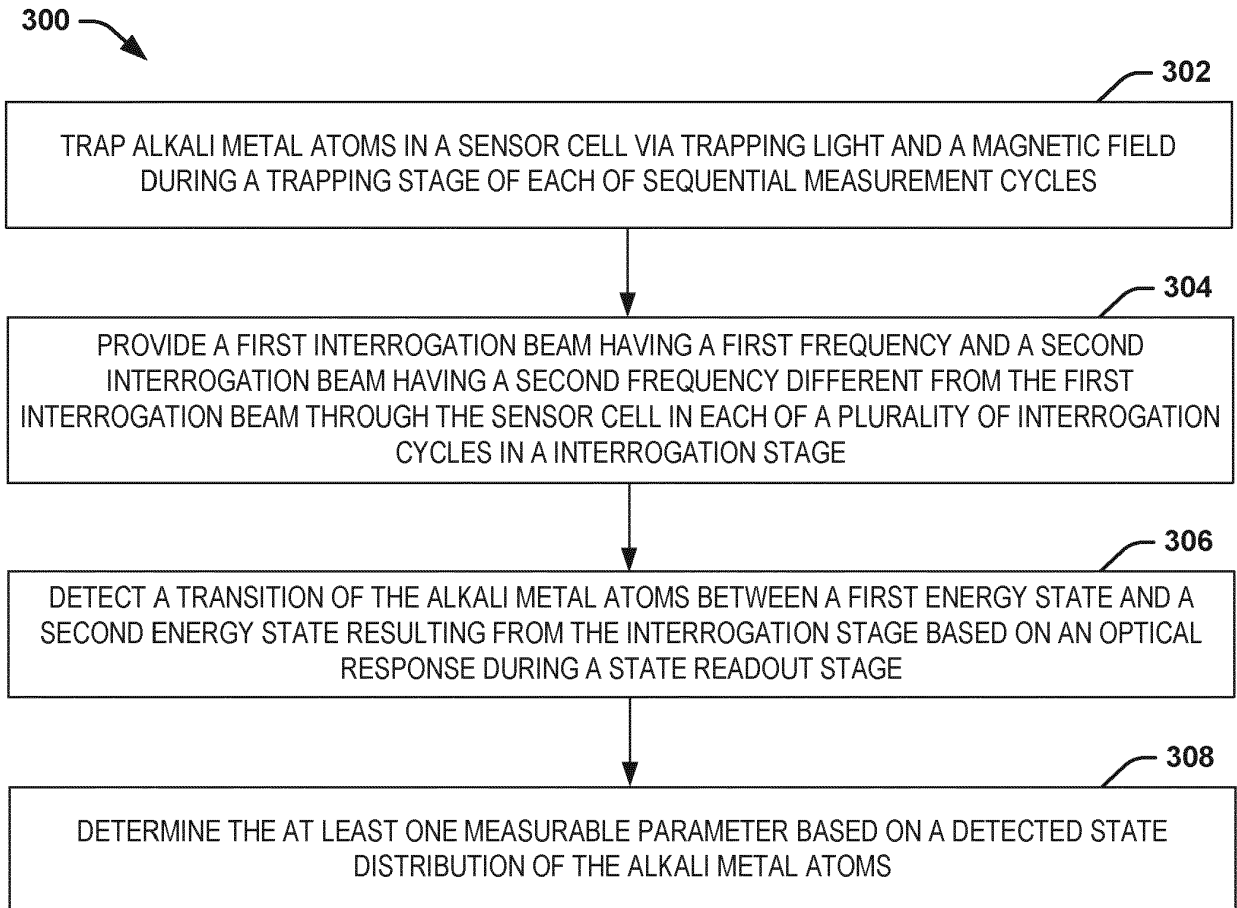 300
302
TRAP ALKALI METAL ATOMS IN A SENSOR CELL VIA TRAPPING LIGHT AND A MAGNETIC FIELD
DURING A TRAPPING STAGE OF EACH OF SEQUENTIAL MEASUREMENT CYCLES
304
PROVIDE A FIRST INTERROGATION BEAM HAVING A FIRST FREQUENCY AND A SECOND
INTERROGATION BEAM HAVING A SECOND FREQUENCY DIFFERENT FROM THE FIRST
INTERROGATION BEAM THROUGH THE SENSOR CELL IN EACH OF A PLURALITY OF INTERROGATION
CYCLES IN A INTERROGATION STAGE
306
DETECT A TRANSITION OF THE ALKALI METAL ATOMS BETWEEN A FIRST ENERGY STATE AND A
SECOND ENERGY STATE RESULTING FROM THE INTERROGATION STAGE BASED ON AN OPTICAL
RESPONSE DURING A STATE READOUT STAGE
308
DETERMINE THE AT LEAST ONE MEASURABLE PARAMETER BASED ON A DETECTED STATE
DISTRIBUTION OF THE ALKALI METAL ATOMS